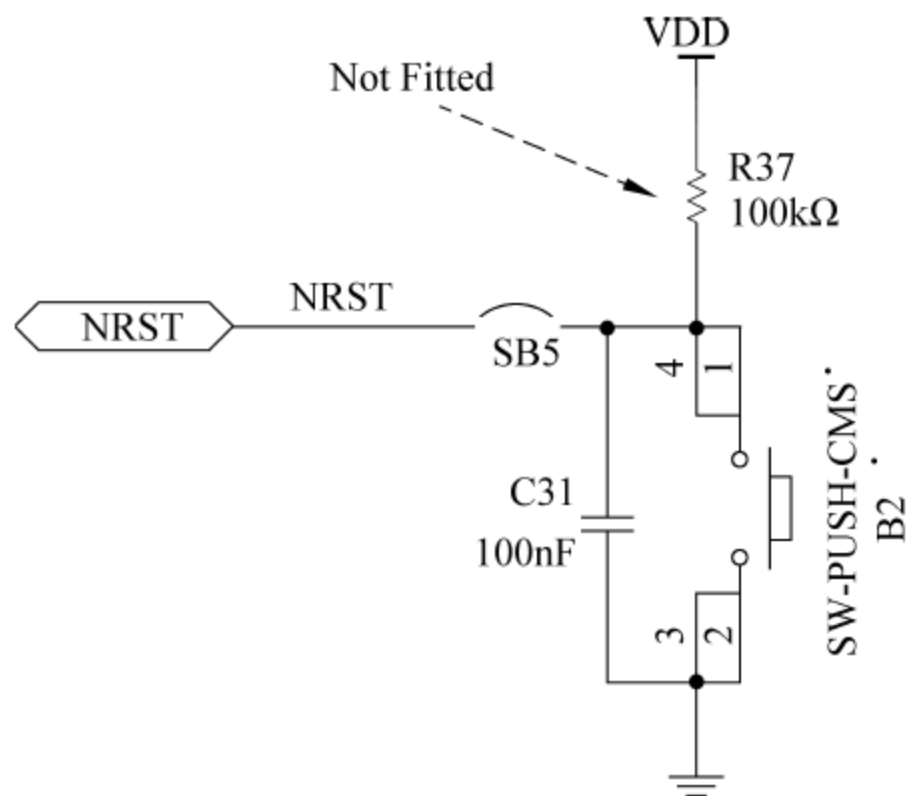 VDD
Not Fitted
R37
100kΩ
NRST
NRST
SB5
4
1
C31
100nF
3
2
SW-PUSH-CMS
B2